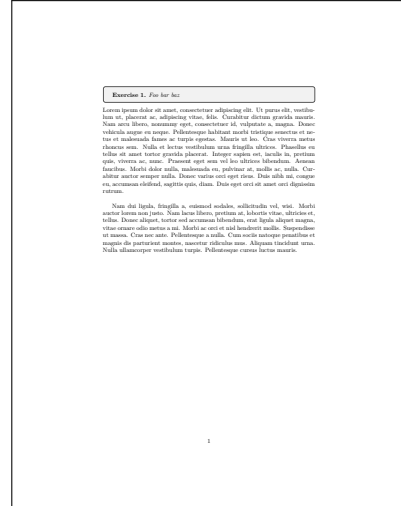 Exercise 1. Foo bar baz
Lorem ipsum dolor sit amet, consectetuer adipiscing elit. Ut purus elit, vestibu-
lum ut, placerat ac, adipiscing vitae, felis. Curabitur dictum gravida mauris.
Nam arcu libero, nonummy eget, consectetuer id, vulputate a, magna. Donec
vehicula augue eu neque. Pellentesque habitant morbi tristique senectus et ne-
tus et malesuada fames ac turpis egestas. Mauris ut leo. Cras viverra metus
rhoncus sem. Nulla et lectus vestibulum urna fringilla ultrices. Phasellus eu
tellus sit amet tortor gravida placerat. Integer sapien est, iaculis in, pretium
quis, viverra ac, nunc. Praesent eget sem vel leo ultrices bibendum. Aenean
faucibus. Morbi dolor nulla, malesuada eu, pulvinar at, mollis ac, nulla. Cur-
abitur auctor semper nulla. Donec varius orci eget risus. Duis nibh mi, congue
eu, accumsan eleifend, sagittis quis, diam. Duis eget orci sit amet orci dignissim
rutrum.
Nam dui ligula, fringilla a, euismod sodales, sollicitudin vel, wisi. Morbi
auctor lorem non justo. Nam lacus libero, pretium at, lobortis vitae, ultricies et,
tellus. Donec aliquet, tortor sed accumsan bibendum, erat ligula aliquet magna,
vitae ornare odio metus a mi. Morbi ac orci et nisl hendrerit mollis. Suspendisse
ut massa. Cras nec ante. Pellentesque a nulla. Cum sociis natoque penatibus et
magnis dis parturient montes, nascetur ridiculus mus. Aliquam tincidunt urna.
Nulla ullamcorper vestibulum turpis. Pellentesque cursus luctus mauris.
1